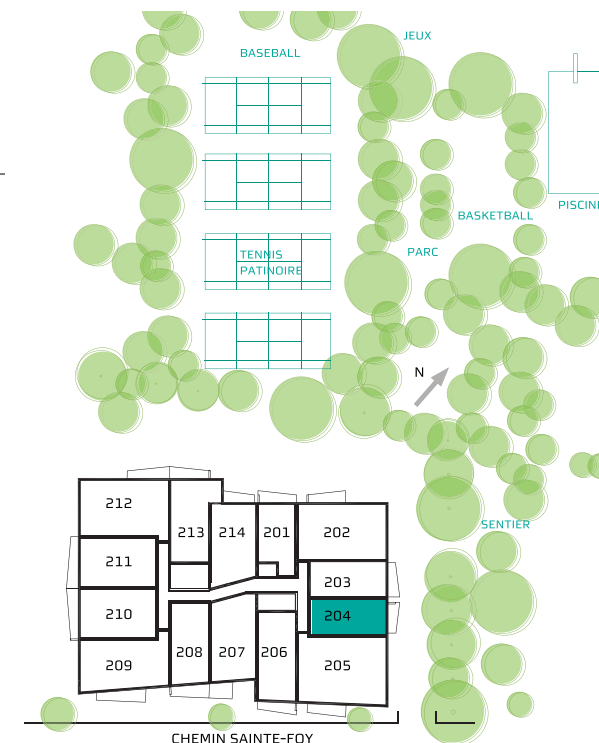 JEUX
BASEBALL
PISCIN
BASKETBALL
TENNIS
PATINOIRE
PARC
N
SENTIER
212
213
214
201
202
211
203
210
204
209
208
207
206
205
CHEMIN SAINTE-FOY